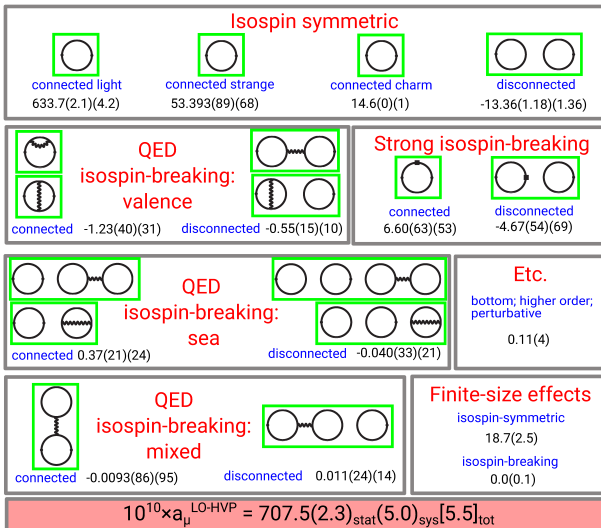 Isospin symmetric
connected light
633.7(2.1)(4.2)
connected strange
53.393(89)(68)
connected charm
14.6(0)(1)
disconnected
-13.36(1.18)(1.36)
QED
isospin-breaking:
valence
connected -1.23(40)(31)
disconnected -0.55(15)(10)
Strong isospin-breaking
connected
6.60(63)(53)
disconnected
-4.67(54)(69)
QED
isospin-breaking:
sea
connected 0.37(21)(24)
disconnected -0.040(33)(21)
Etc.
bottom; higher order;
perturbative
0.11(4)
QED
isospin-breaking:
mixed
connected -0.0093(86)(95)
disconnected 0.011(24)(14)
Finite-size effects
isospin-symmetric
18.7(2.5)
isospin-breaking
0.0(0.1)
10¹⁰×aμ^LO-HVP = 707.5(2.3)stat(5.0)sys[5.5]tot